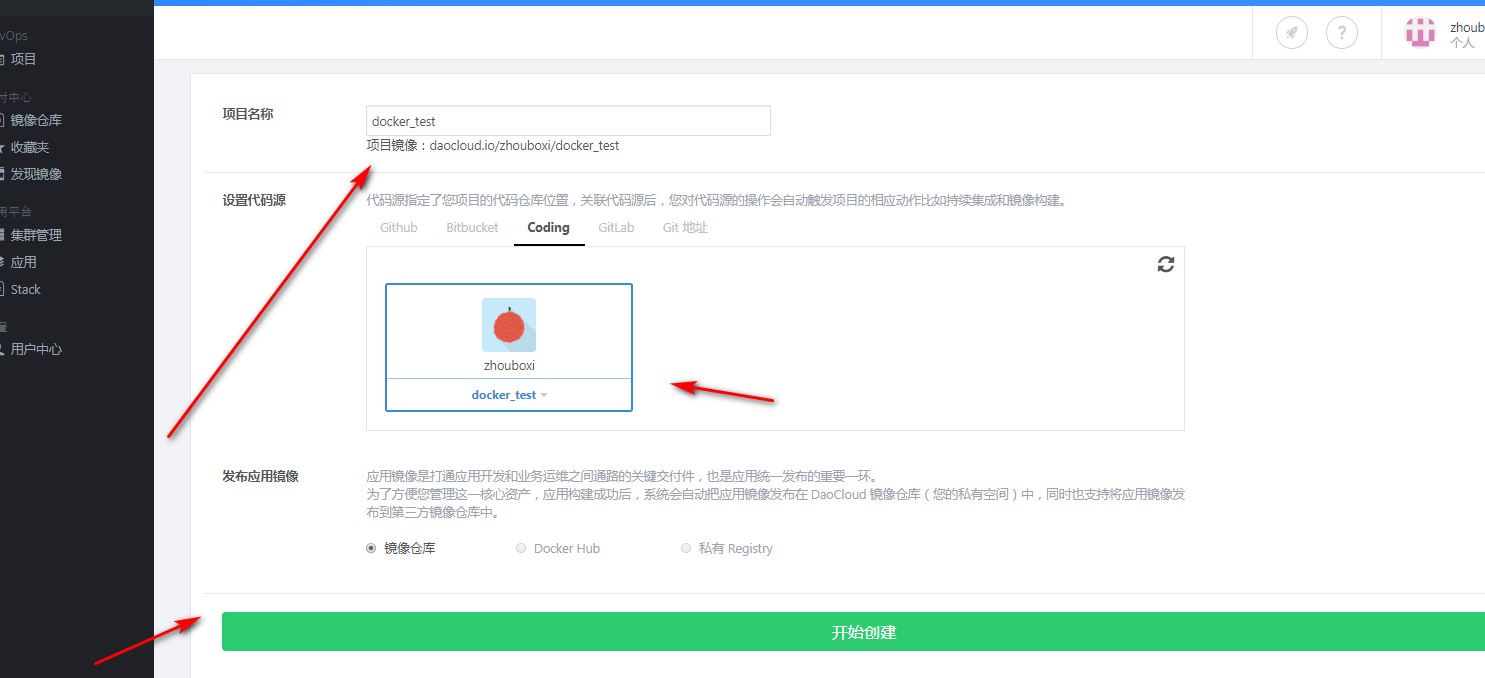 vOps
项目
付中心
镜像仓库
收藏夹
发现镜像
用平台
集群管理
应用
Stack
用户中心
?
zhoub
个人
项目名称
docker_test
项目镜像：daocloud.io/zhouboxi/docker_test
设置代码源
代码源指定了您项目的代码仓库位置，关联代码源后，您对代码源的操作会自动触发项目的相应动作比如持续集成和镜像构建。
Github Bitbucket Coding GitLab Git 地址
zhouboxi
docker_test
发布应用镜像
应用镜像是打通应用开发和业务运维之间通路的关键交付件，也是应用统一发布的重要一环。
为了方便您管理这一核心资产，应用构建成功后，系统会自动把应用镜像发布在 DaoCloud 镜像仓库（您的私有空间）中，同时也支持将应用镜像发
布到第三方镜像仓库中。
镜像仓库 Docker Hub 私有 Registry
开始创建